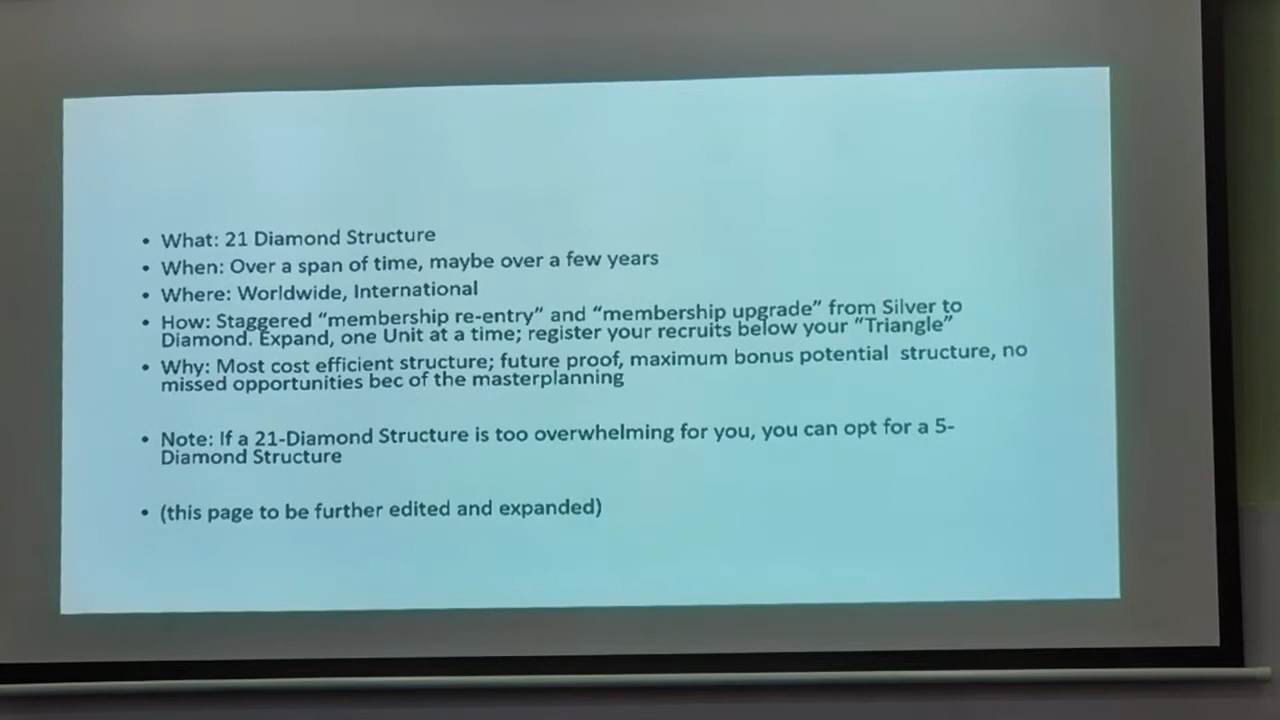 • What: 21 Diamond Structure
• When: Over a span of time, maybe over a few years
• Where: Worldwide, International
• How: Staggered “membership re-entry” and “membership upgrade” from Silver to
Diamond. Expand, one Unit at a time; register your recruits below your “Triangle”
• Why: Most cost efficient structure; future proof, maximum bonus potential structure, no
missed opportunities bec of the masterplanning
• Note: If a 21-Diamond Structure is too overwhelming for you, you can opt for a 5-
Diamond Structure
• (this page to be further edited and expanded)